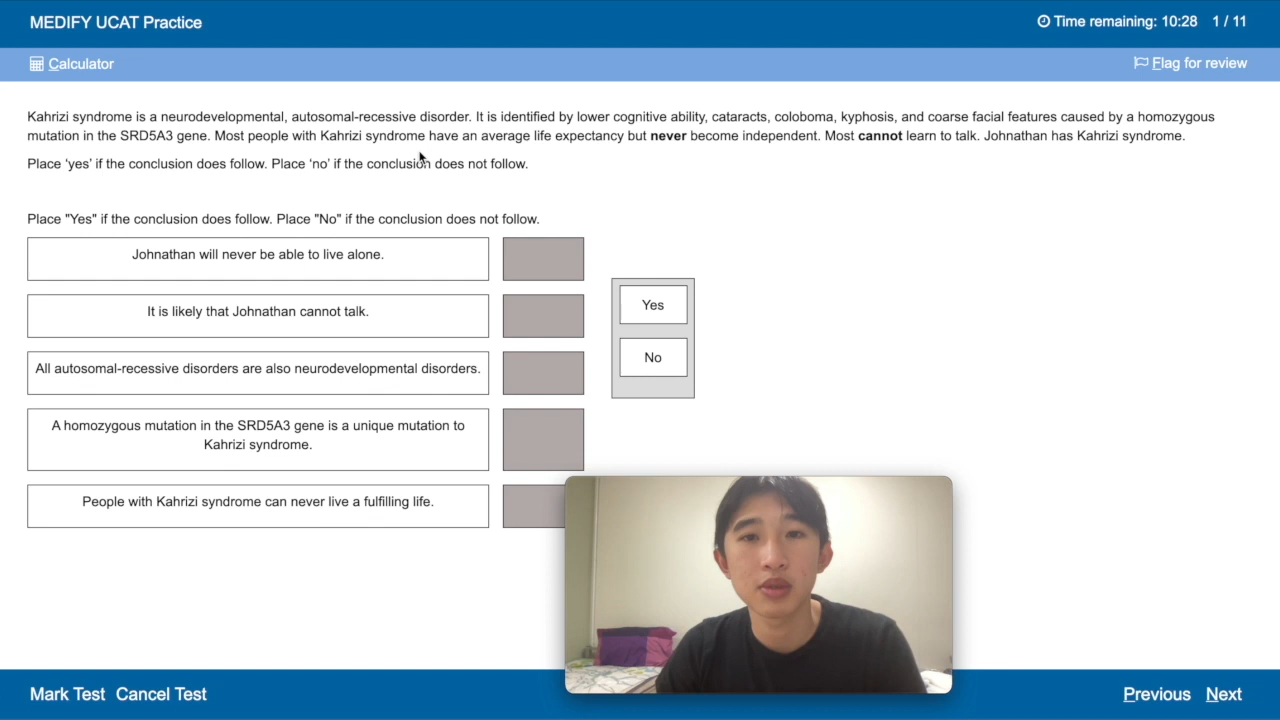 MEDIFY UCAT Practice
Time remaining: 10:28 1 / 11
Calculator
Flag for review
Kahrizi syndrome is a neurodevelopmental, autosomal-recessive disorder. It is identified by lower cognitive ability, cataracts, coloboma, kyphosis, and coarse facial features caused by a homozygous
mutation in the SRD5A3 gene. Most people with Kahrizi syndrome have an average life expectancy but never become independent. Most cannot learn to talk. Johnathan has Kahrizi syndrome.
Place ‘yes’ if the conclusion does follow. Place ‘no’ if the conclusion does not follow.
Place "Yes" if the conclusion does follow. Place "No" if the conclusion does not follow.
Johnathan will never be able to live alone.
It is likely that Johnathan cannot talk.
All autosomal-recessive disorders are also neurodevelopmental disorders.
A homozygous mutation in the SRD5A3 gene is a unique mutation to
Kahrizi syndrome.
People with Kahrizi syndrome can never live a fulfilling life.
Yes
No
Mark Test Cancel Test
Previous Next